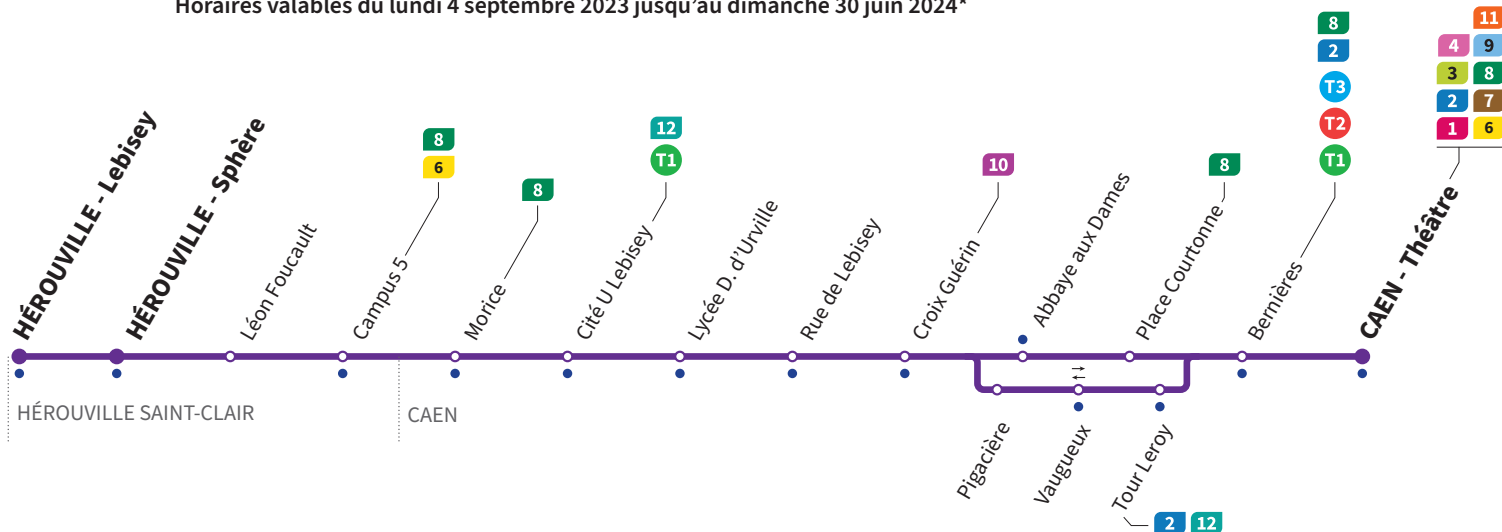 Horaires valables du lundi 4 septembre 2023 jusqu'au dimanche 30 juin 2024*
HÉROUVILLE - Lebisey
HÉROUVILLE - Sphère
Léon Foucault
8
6
Campus 5
8
Morice
12
T1
Cité U Lebisey
Lycée D. d'Urville
Rue de Lebisey
10
Croix Guérin
Abbaye aux Dames
8
Place Courtonne
8
2
T3
T2
T1
Bernières
11
4 9
3 8
2 7
1 6
CAEN - Théâtre
HÉROUVILLE SAINT-CLAIR
CAEN
Pigacière
Vaugueux
Tour Leroy
2 12